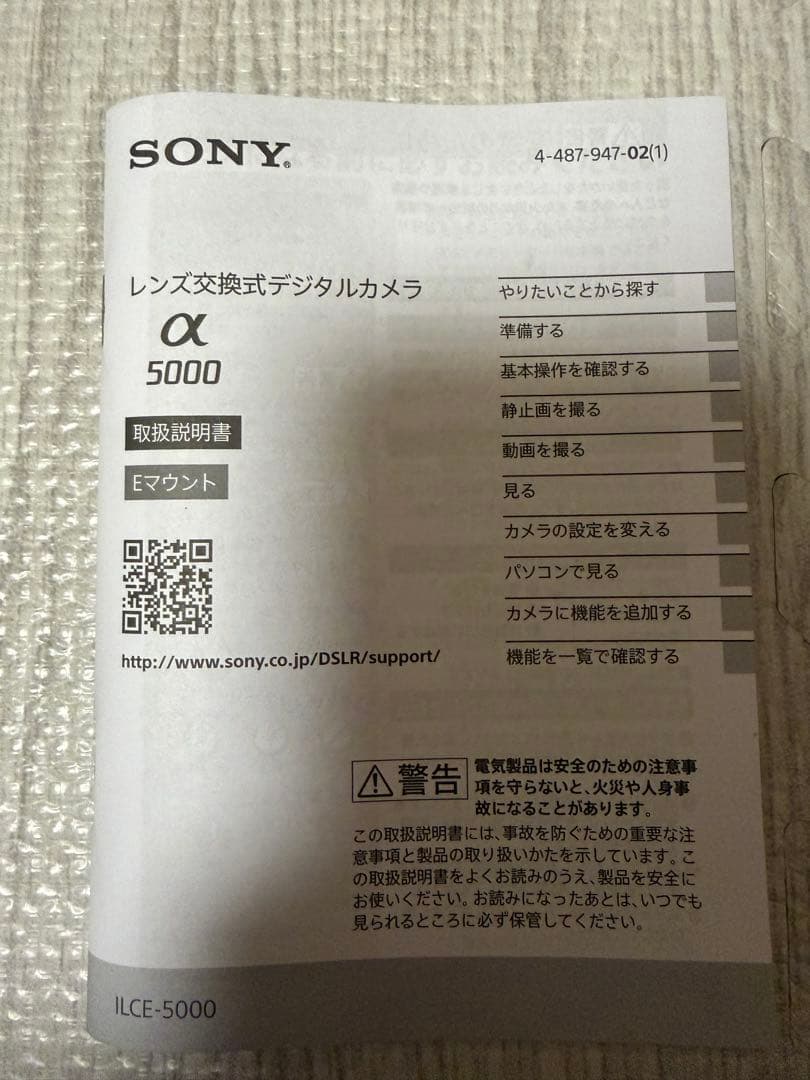 SONY®
4-487-947-02(1)
レンズ交換式デジタルカメラ
α
5000
取扱説明書
Eマウント
http://www.sony.co.jp/DSLR/support/
やりたいことから探す
準備する
基本操作を確認する
静止画を撮る
動画を撮る
見る
カメラの設定を変える
パソコンで見る
カメラに機能を追加する
機能を一覧で確認する
警告
電気製品は安全のための注意事
項を守らないと、火災や人身事
故になることがあります。
この取扱説明書には、事故を防ぐための重要な注
意事項と製品の取り扱いかたを示しています。こ
の取扱説明書をよくお読みのうえ、製品を安全に
お使いください。お読みになったあとは、いつでも
見られるところに必ず保管してください。
ILCE-5000